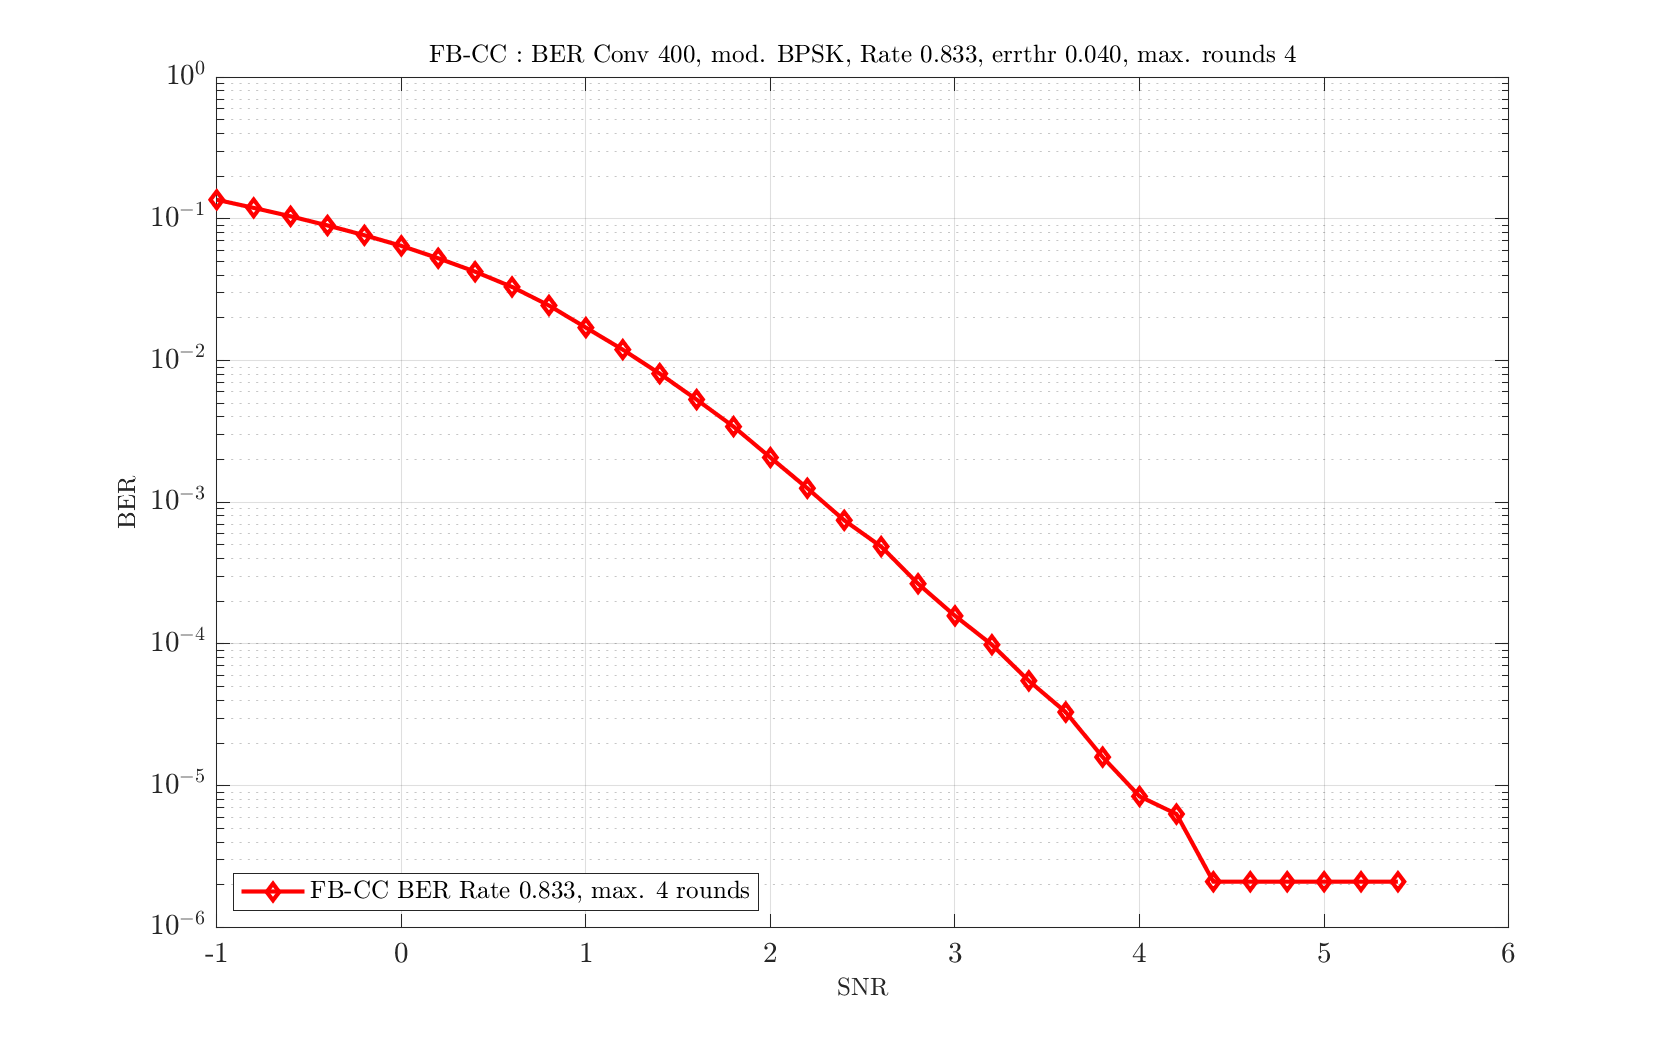 FB-CC : BER Conv 400, mod. BPSK, Rate 0.833, errthr 0.040, max. rounds 4
10⁰
10⁻¹
10⁻²
10⁻³
10⁻⁴
10⁻⁵
10⁻⁶
BER
FB-CC BER Rate 0.833, max. 4 rounds
-1 0 1 2 3 4 5 6
SNR